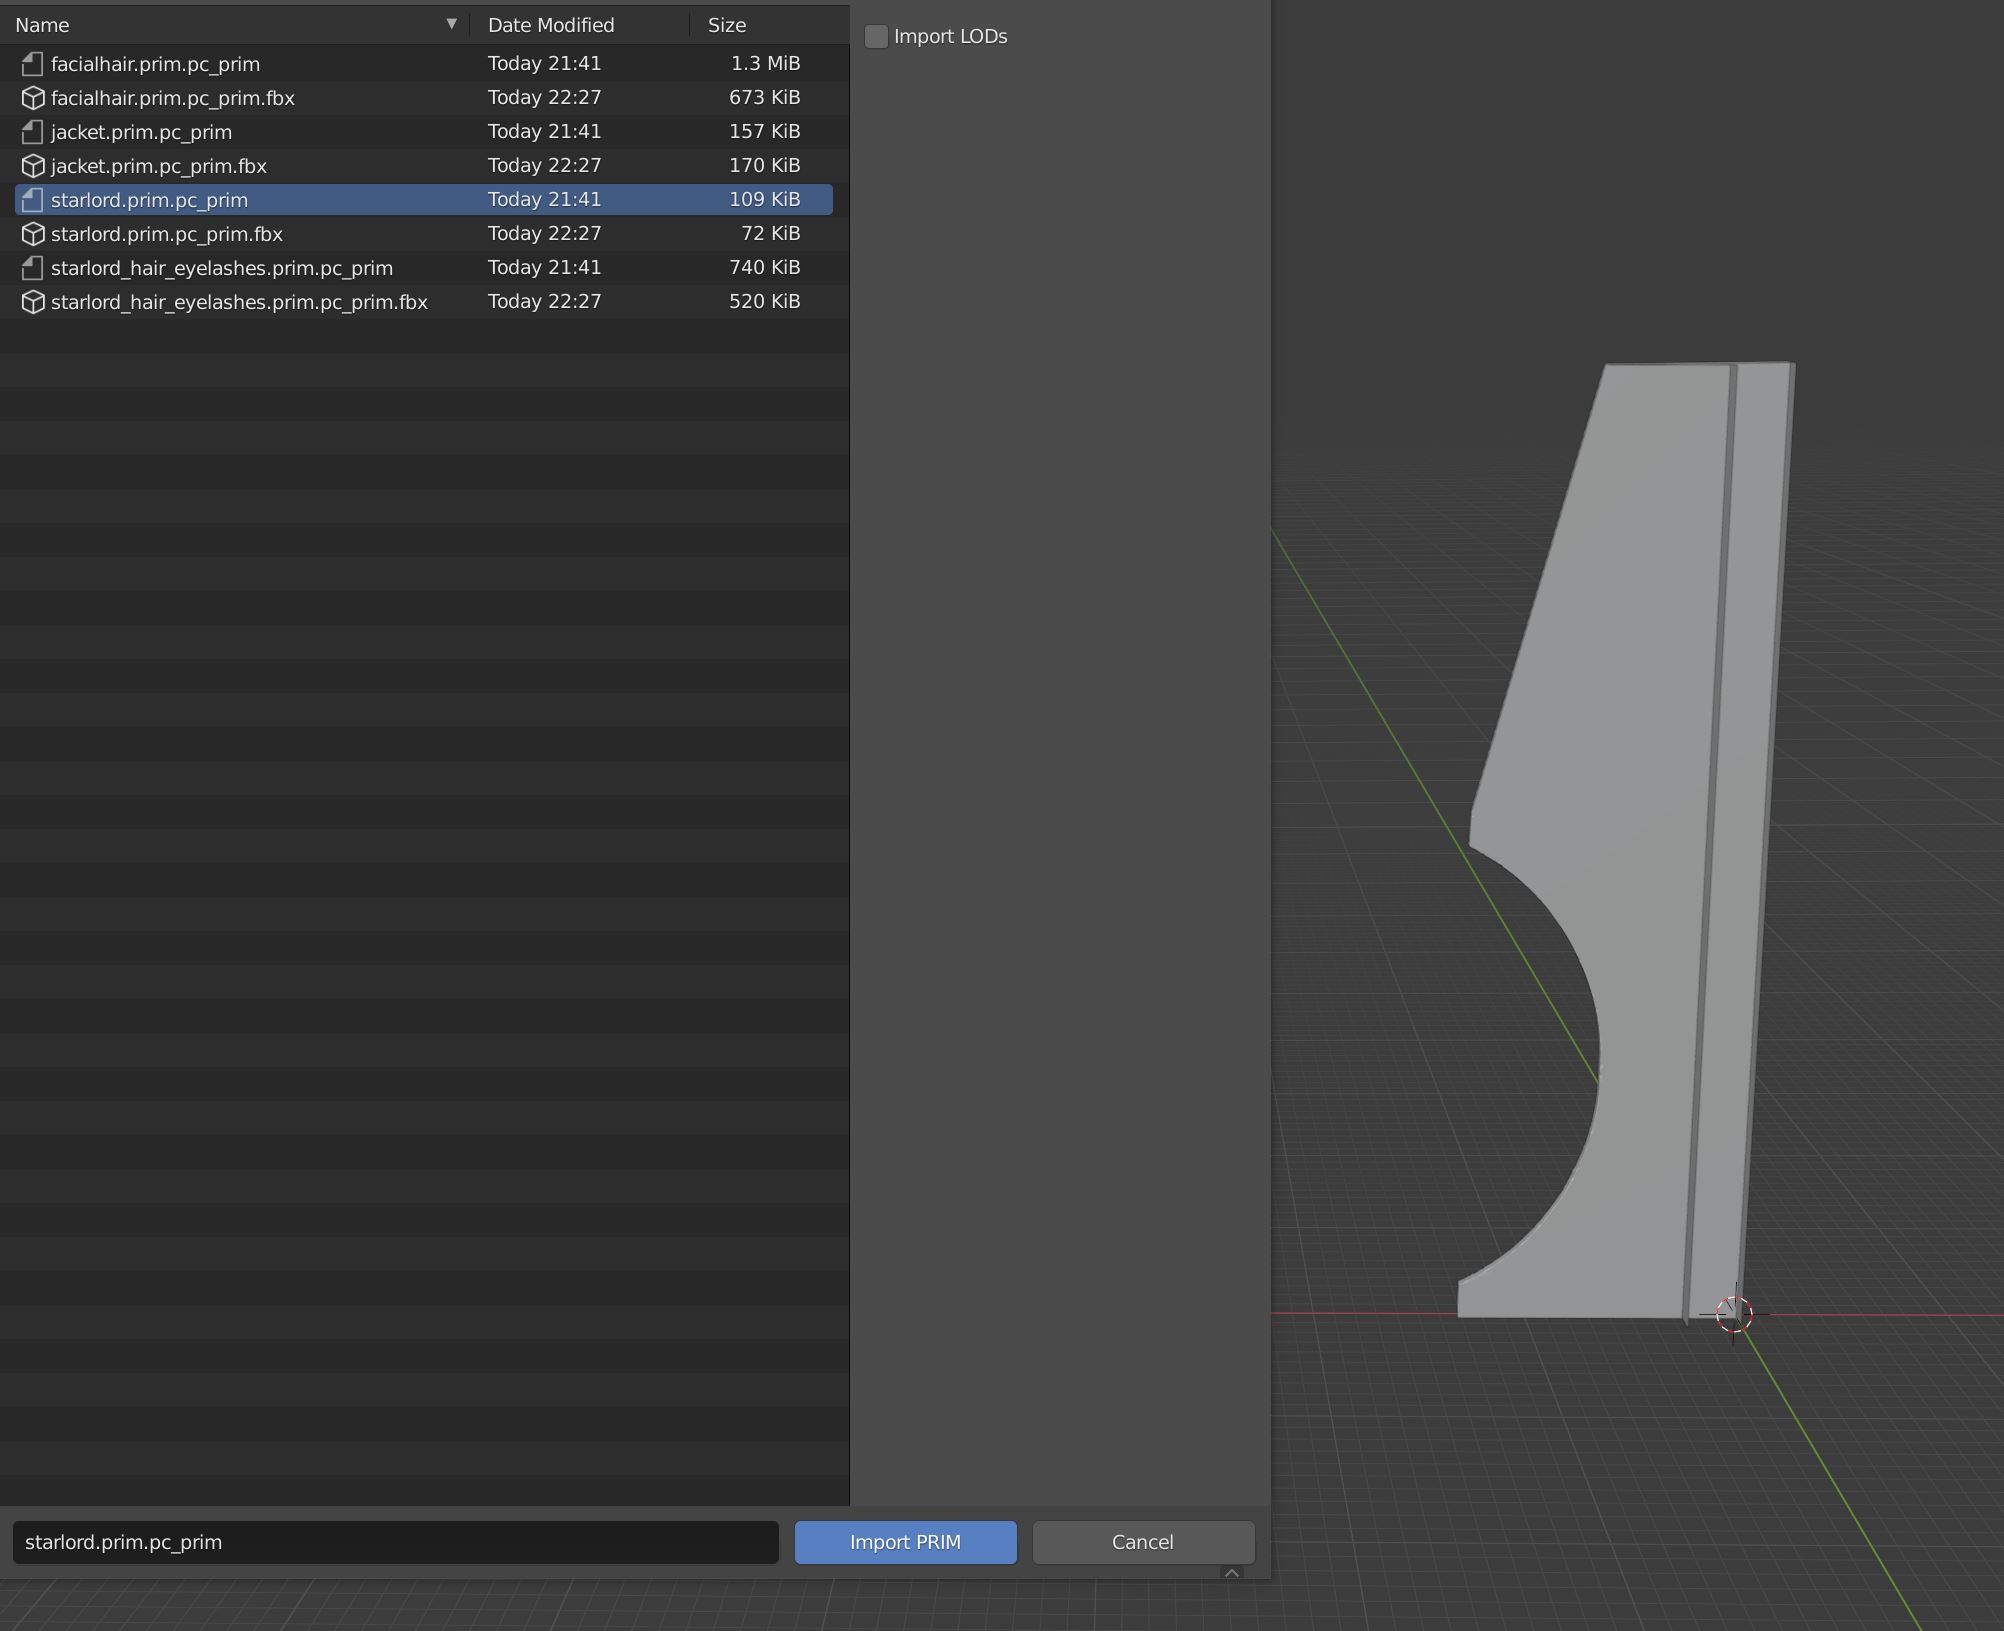 Name ▼ Date Modified Size
facialhair.prim.pc_prim Today 21:41 1.3 MiB
facialhair.prim.pc_prim.fbx Today 22:27 673 KiB
jacket.prim.pc_prim Today 21:41 157 KiB
jacket.prim.pc_prim.fbx Today 22:27 170 KiB
starlord.prim.pc_prim Today 21:41 109 KiB
starlord.prim.pc_prim.fbx Today 22:27 72 KiB
starlord_hair_eyelashes.prim.pc_prim Today 21:41 740 KiB
starlord_hair_eyelashes.prim.pc_prim.fbx Today 22:27 520 KiB
Import LODs
starlord.prim.pc_prim Import PRIM Cancel